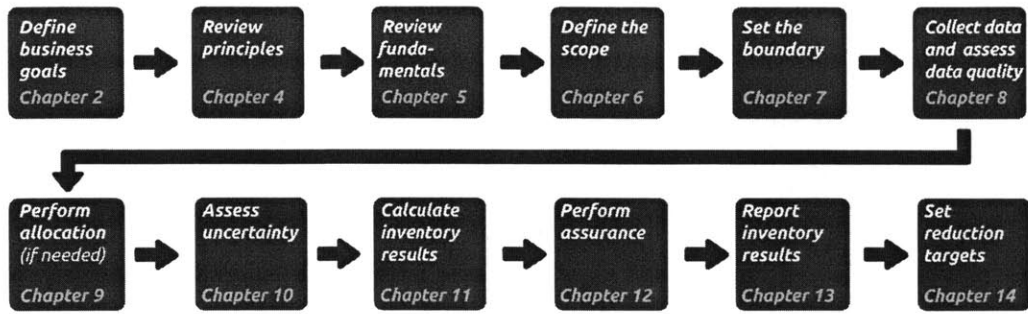 Define
business
goals
Chapter 2
Review
principles
Chapter 4
Review
funda-
mentals
Chapter 5
Define the
scope
Chapter 6
Set the
boundary
Chapter 7
Collect data
and assess
data quality
Chapter 8
Perform
allocation
(if needed)
Chapter 9
Assess
uncertainty
Chapter 10
Calculate
inventory
results
Chapter 11
Perform
assurance
Chapter 12
Report
inventory
results
Chapter 13
Set
reduction
targets
Chapter 14